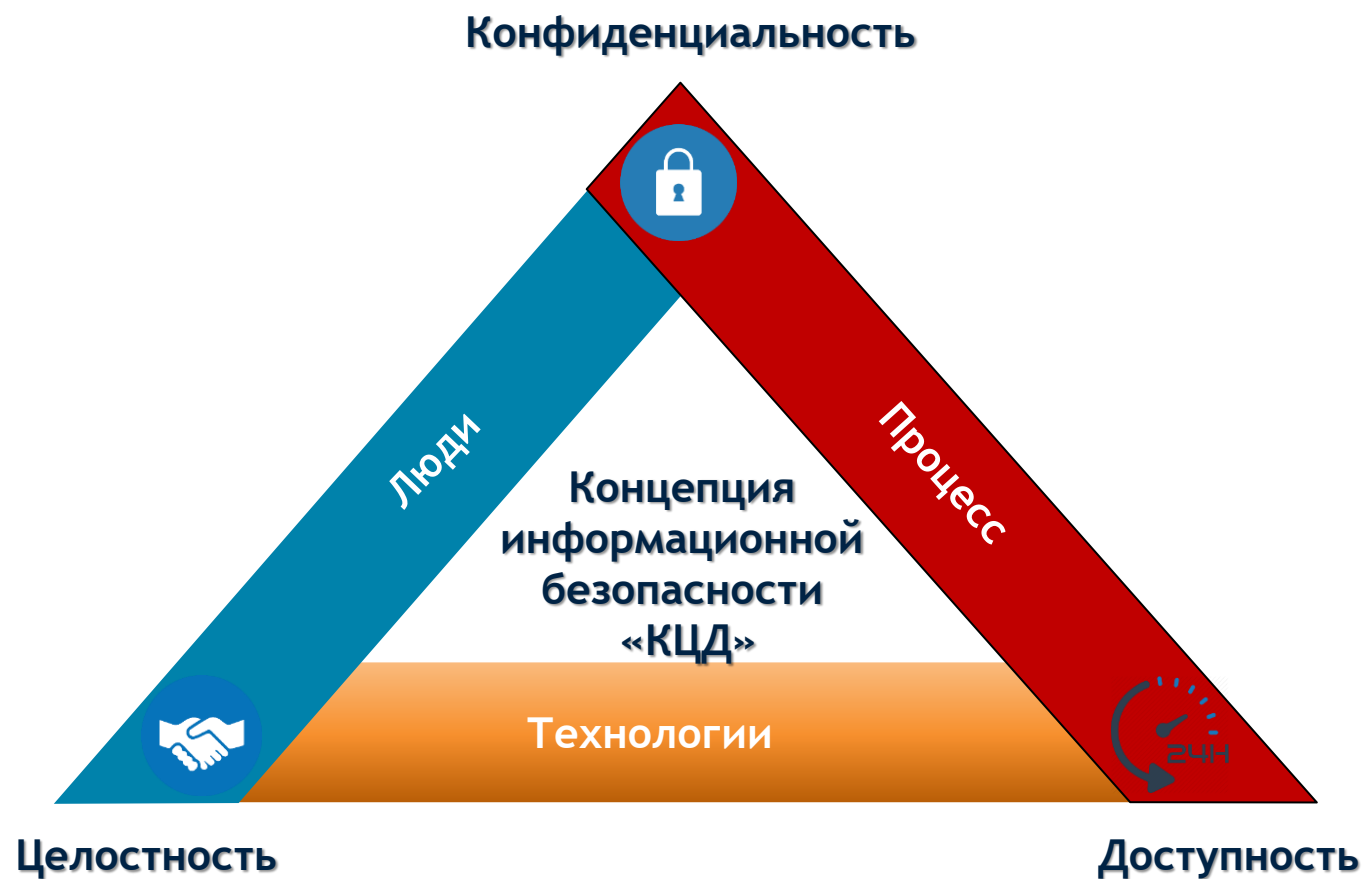 Конфиденциальность
Люди
Процесс
Концепция
информационной
безопасности
«КЦД»
Технологии
24H
Целостность
Доступность